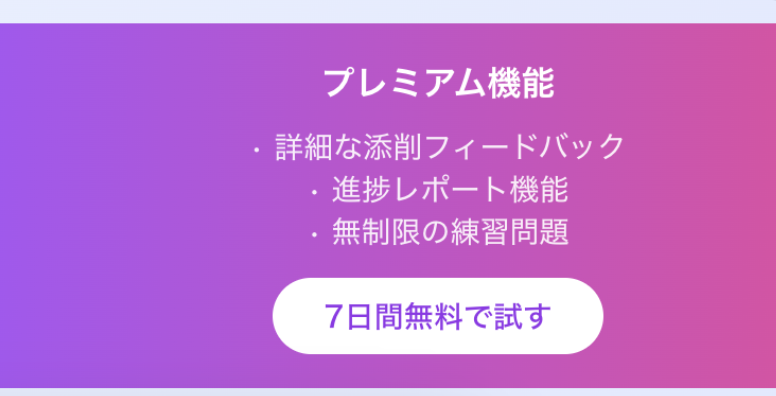 プレミアム機能
・詳細な添削フィードバック
・進捗レポート機能
・無制限の練習問題
7日間無料で試す